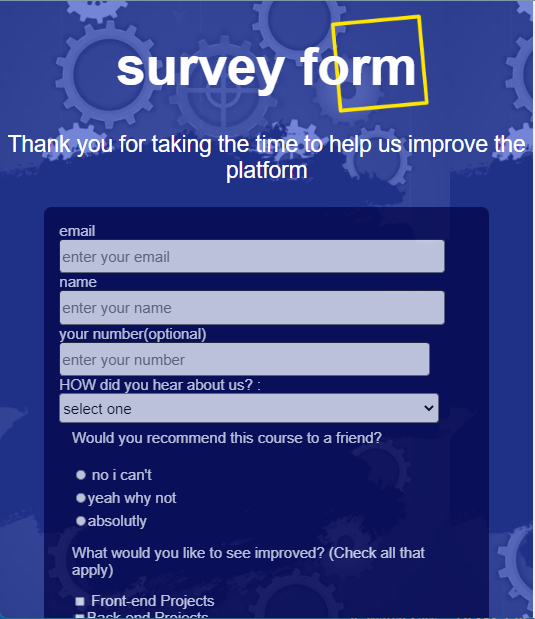 survey form
Thank you for taking the time to help us improve the
platform
email
enter your email
name
enter your name
your number(optional)
enter your number
HOW did you hear about us? :
select one
Would you recommend this course to a friend?
no i can't
yeah why not
absolutly
What would you like to see improved? (Check all that
apply)
Front-end Projects
Back-end Projects